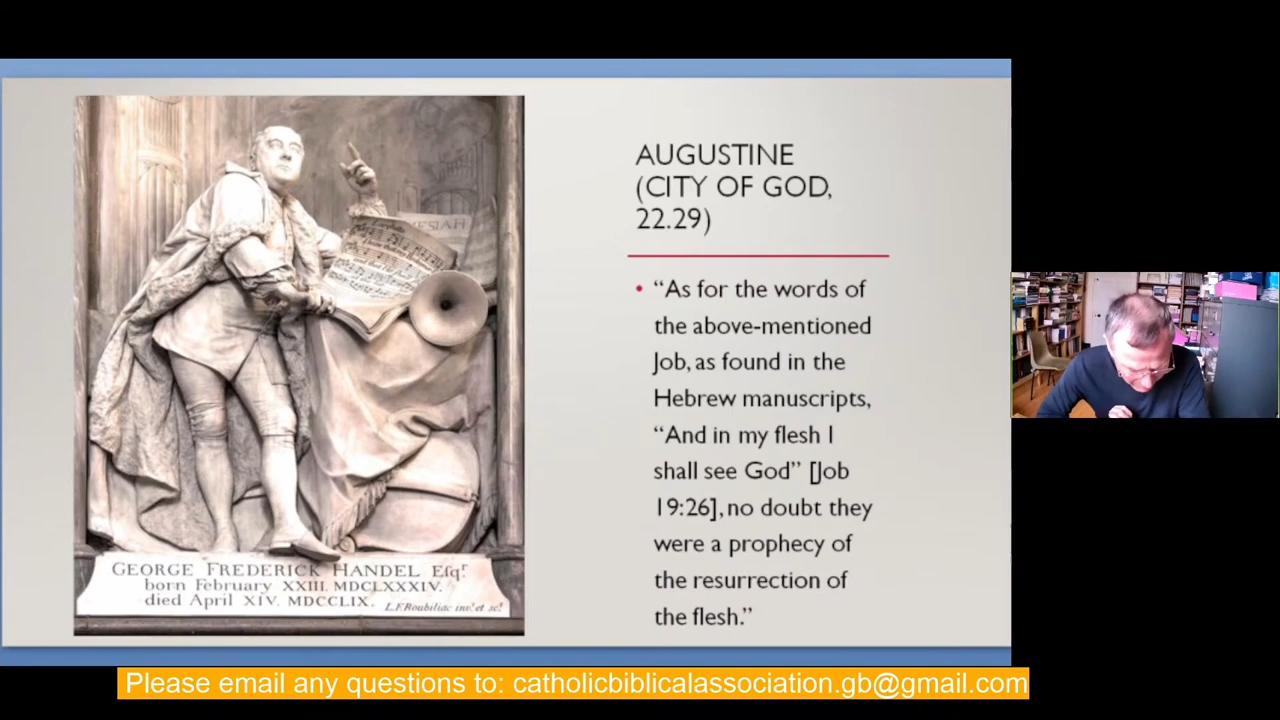 AUGUSTINE
(CITY OF GOD,
22.29)
• “As for the words of
the above-mentioned
Job, as found in the
Hebrew manuscripts,
“And in my flesh I
shall see God” [Job
19:26], no doubt they
were a prophecy of
the resurrection of
the flesh.”
ESIAH
GEORGE FREDERICK HANDEL Esqr.
born February XXIII. MDCLXXXIV.
died April XIV. MDCCLIX. L.F. Roubiliac invt. et sct.
Please email any questions to: catholicbiblicalassociation.gb@gmail.com